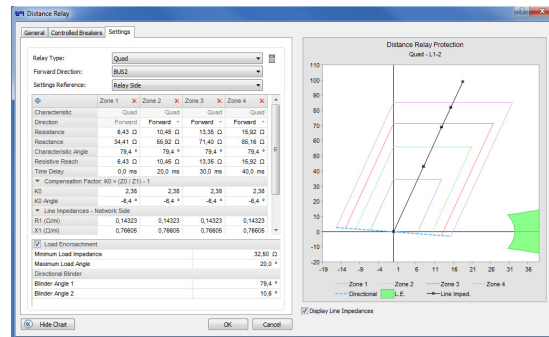 Distance Relay
General Controlled Breakers Settings
Relay Type: Quad
Forward Direction: BUS2
Settings Reference: Relay Side
Zone 1 Zone 2 Zone 3 Zone 4
Characteristic Quad Quad Quad Quad
Direction Forward Forward Forward Forward
Resistance 6,43 Ω 10,45 Ω 13,35 Ω 15,92 Ω
Reactance 34,41 Ω 55,92 Ω 71,40 Ω 85,16 Ω
Characteristic Angle 79,4 ° 79,4 ° 79,4 ° 79,4 °
Resistive Reach 6,43 Ω 10,45 Ω 13,35 Ω 15,92 Ω
Time Delay 0,0 ms 20,0 ms 30,0 ms 40,0 ms
Compensation Factor: K0 = (Z0 / Z1) - 1
K0 2,38 2,38 2,38 2,38
K0 Angle -6,4 ° -6,4 ° -6,4 ° -6,4 °
Line Impedances - Network Side
R1 (Ω/mi) 0,14323 0,14323 0,14323 0,14323
X1 (Ω/mi) 0,76605 0,76605 0,76605 0,76605
Load Encroachment
Minimum Load Impedance 32,50 Ω
Maximum Load Angle 20,0 °
Directional Blinder
Blinder Angle 1 79,4 °
Blinder Angle 2 10,6 °
Hide Chart OK Cancel
Distance Relay Protection
Quad - L1-2
110
100
90
80
70
60
50
40
30
20
10
0
-10
-20
-19 -14 -9 -4 1 6 11 16 21 26 31 36
Zone 1 Zone 2 Zone 3 Zone 4
Directional L.E. Line Imped.
Display Line Impedances